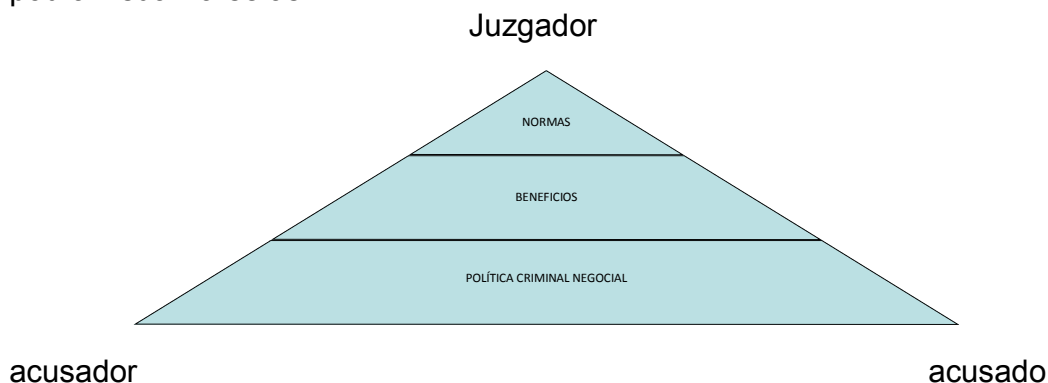 Juzgador
NORMAS
BENEFICIOS
POLÍTICA CRIMINAL NEGOCIAL
acusador acusado